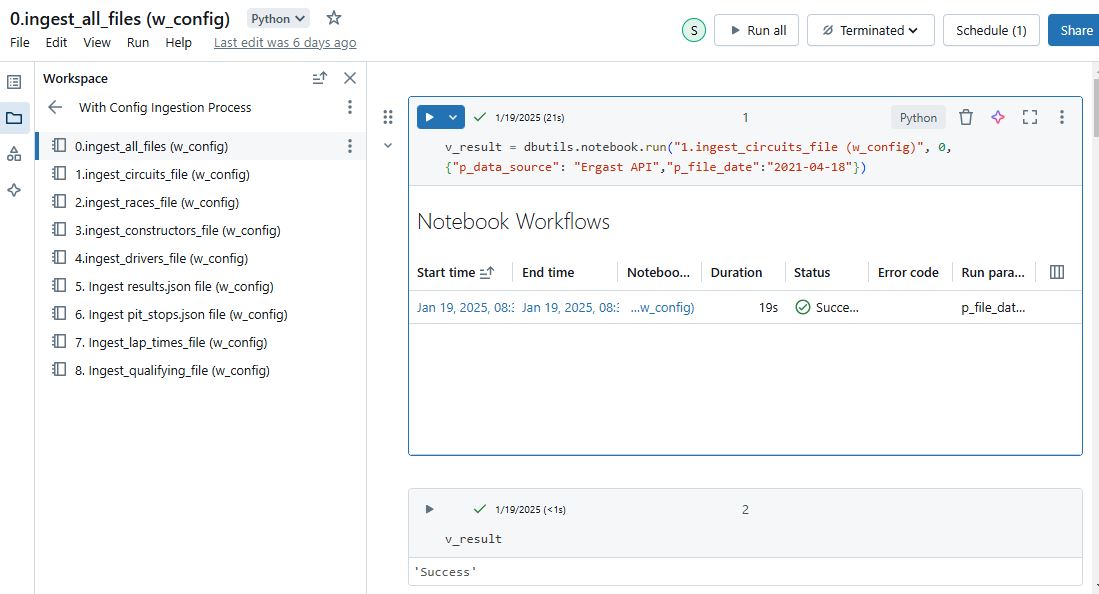 0.ingest_all_files (w_config) Python
File Edit View Run Help Last edit was 6 days ago
S Run all Terminated Schedule (1) Share
Workspace
With Config Ingestion Process
0.ingest_all_files (w_config)
1.ingest_circuits_file (w_config)
2.ingest_races_file (w_config)
3.ingest_constructors_file (w_config)
4.ingest_drivers_file (w_config)
5. Ingest results.json file (w_config)
6. Ingest pit_stops.json file (w_config)
7. Ingest_lap_times_file (w_config)
8. Ingest_qualifying_file (w_config)
1/19/2025 (21s) 1 Python
v_result = dbutils.notebook.run("1.ingest_circuits_file (w_config)", 0,
{"p_data_source": "Ergast API","p_file_date":"2021-04-18"})
Notebook Workflows
Start time End time Noteboo... Duration Status Error code Run para...
Jan 19, 2025, 08: Jan 19, 2025, 08: ...w_config) 19s Succe... p_file_dat...
1/19/2025 (<1s) 2
v_result
'Success'